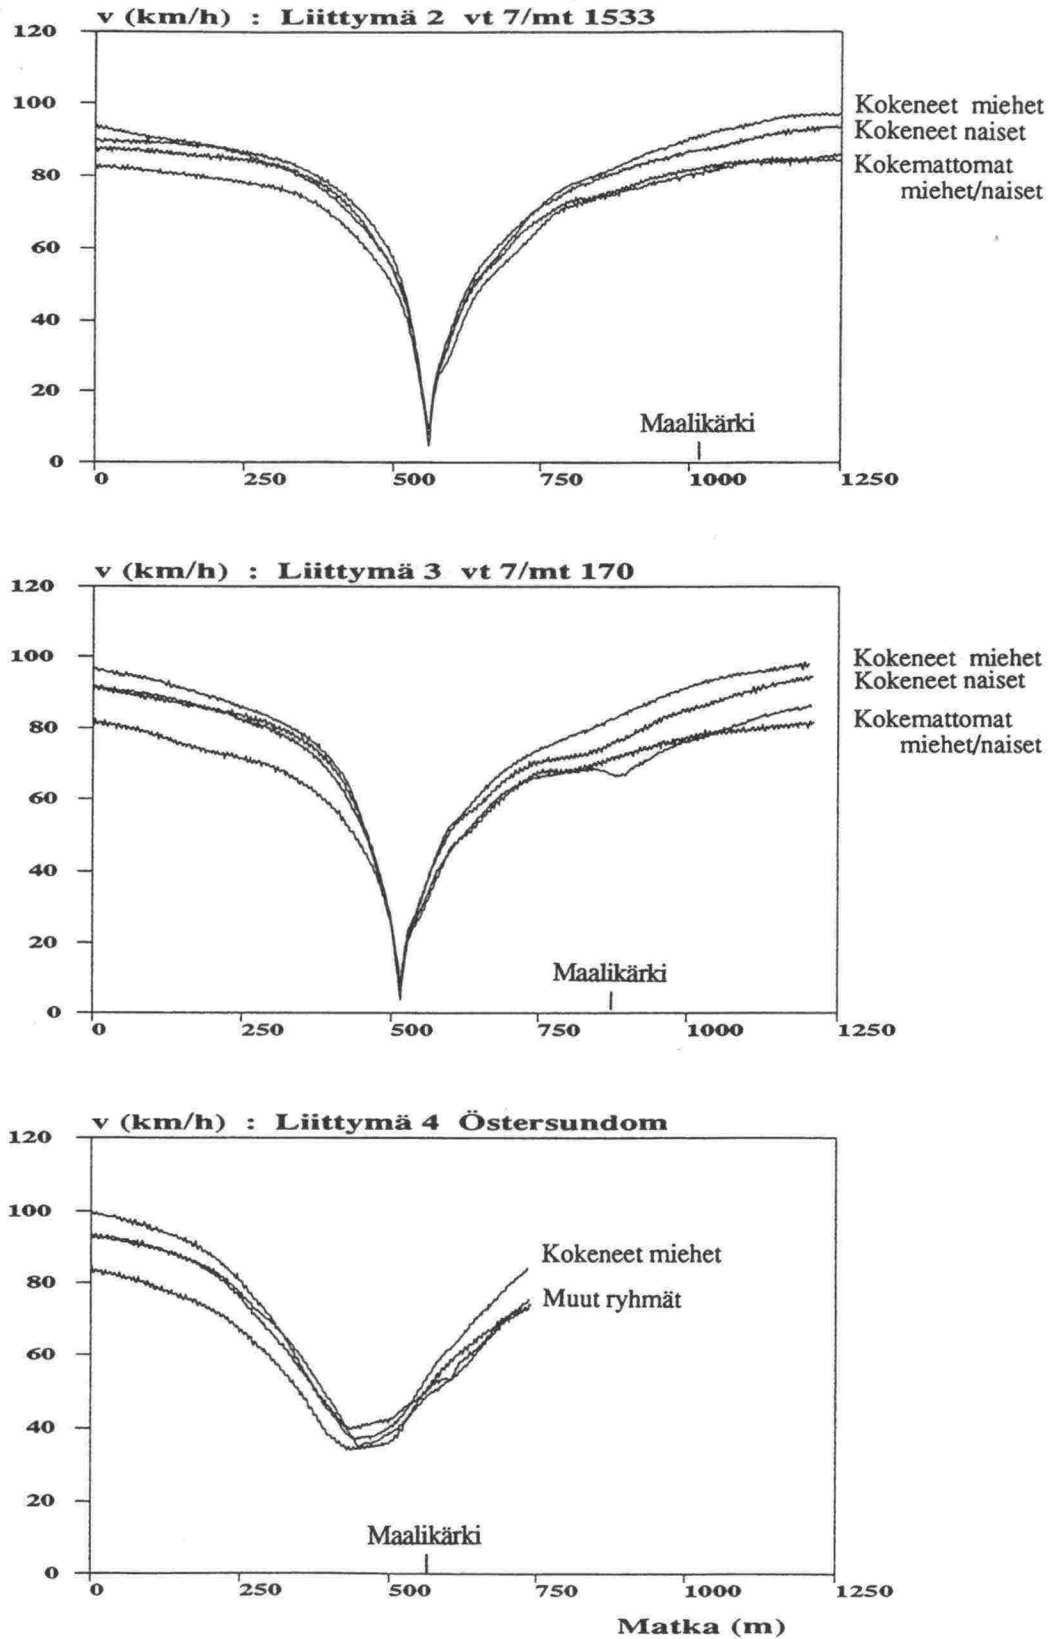 v (km/h) : Liittymä 2 vt 7/mt 1533
120
100
80
60
40
20
0
Kokeneet miehet
Kokeneet naiset
Kokemattomat
miehet/naiset
Maalikärki
0 250 500 750 1000 1250
v (km/h) : Liittymä 3 vt 7/mt 170
120
100
80
60
40
20
0
Kokeneet miehet
Kokeneet naiset
Kokemattomat
miehet/naiset
Maalikärki
0 250 500 750 1000 1250
v (km/h) : Liittymä 4 Östersundom
120
100
80
60
40
20
0
Kokeneet miehet
Muut ryhmät
Maalikärki
0 250 500 750 1000 1250
Matka (m)